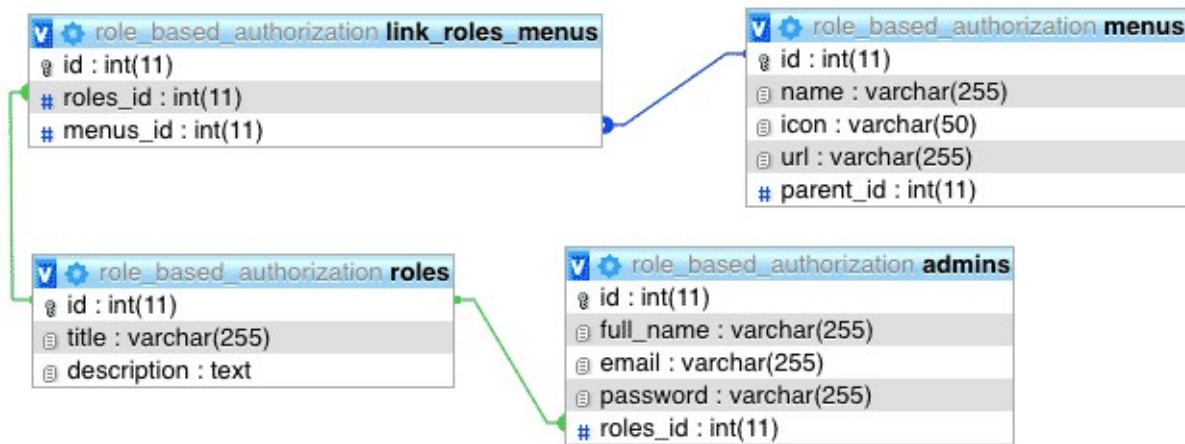 role_based_authorization link_roles_menus
id : int(11)
# roles_id : int(11)
# menus_id : int(11)
role_based_authorization menus
id : int(11)
name : varchar(255)
icon : varchar(50)
url : varchar(255)
# parent_id : int(11)
role_based_authorization roles
id : int(11)
title : varchar(255)
description : text
role_based_authorization admins
id : int(11)
full_name : varchar(255)
email : varchar(255)
password : varchar(255)
# roles_id : int(11)